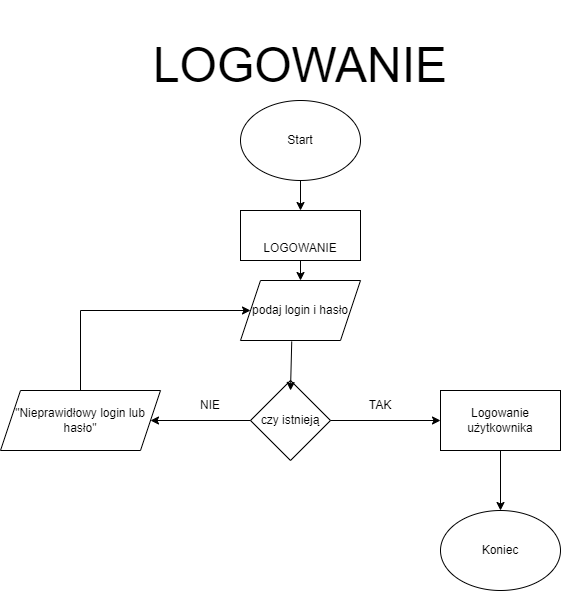 LOGOWANIE
Start
LOGOWANIE
podaj login i hasło
NIE
TAK
"Nieprawidłowy login lub
hasło"
czy istnieją
Logowanie
użytkownika
Koniec